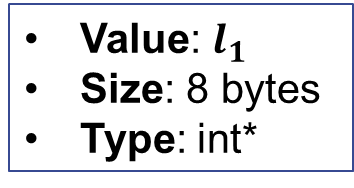 • Value: l₁
• Size: 8 bytes
• Type: int*